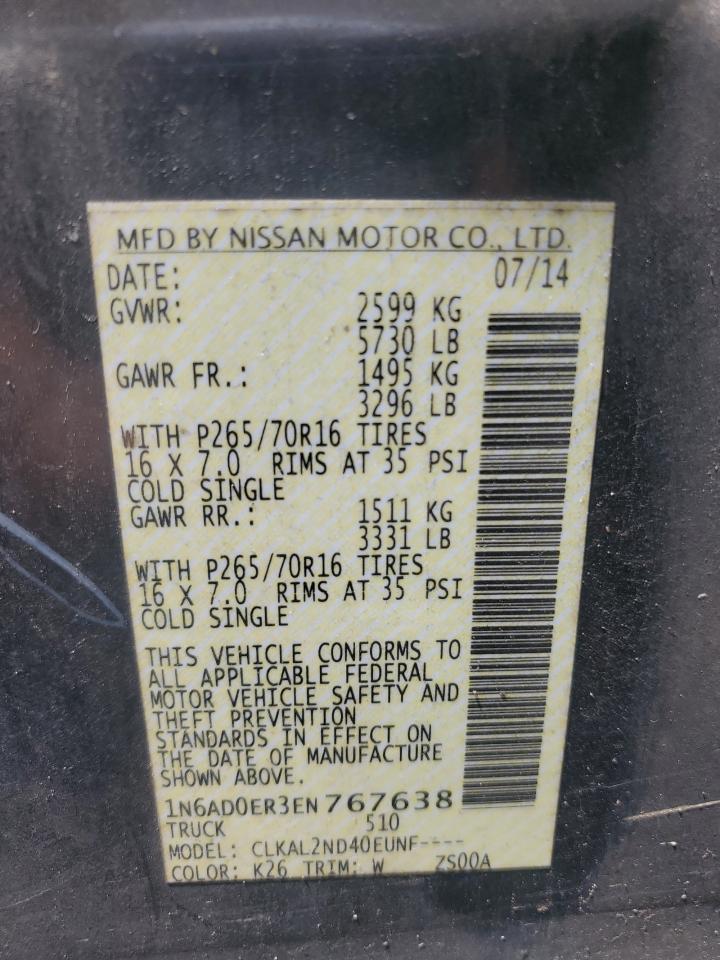 MFD BY NISSAN MOTOR CO., LTD.
DATE: 07/14
GVWR: 2599 KG
5730 LB
GAWR FR.: 1495 KG
3296 LB
WITH P265/70R16 TIRES
16 X 7.0 RIMS AT 35 PSI
COLD SINGLE
GAWR RR.: 1511 KG
3331 LB
WITH P265/70R16 TIRES
16 X 7.0 RIMS AT 35 PSI
COLD SINGLE
THIS VEHICLE CONFORMS TO
ALL APPLICABLE FEDERAL
MOTOR VEHICLE SAFETY AND
THEFT PREVENTION
STANDARDS IN EFFECT ON
THE DATE OF MANUFACTURE
SHOWN ABOVE.
1N6AD0ER3EN767638
TRUCK 510
MODEL: CLKAL2ND40EUNF----
COLOR: K26 TRIM: W ZS00A